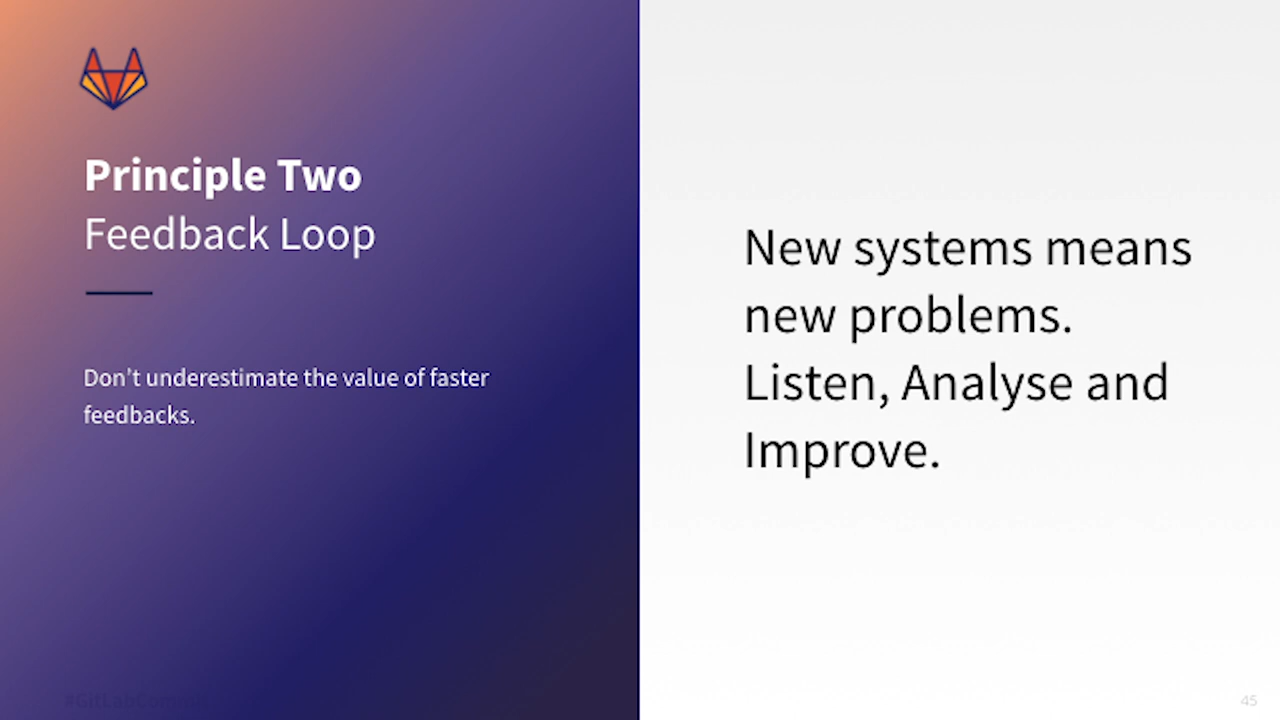 Principle Two
Feedback Loop
Don't underestimate the value of faster
feedbacks.
New systems means
new problems.
Listen, Analyse and
Improve.
45